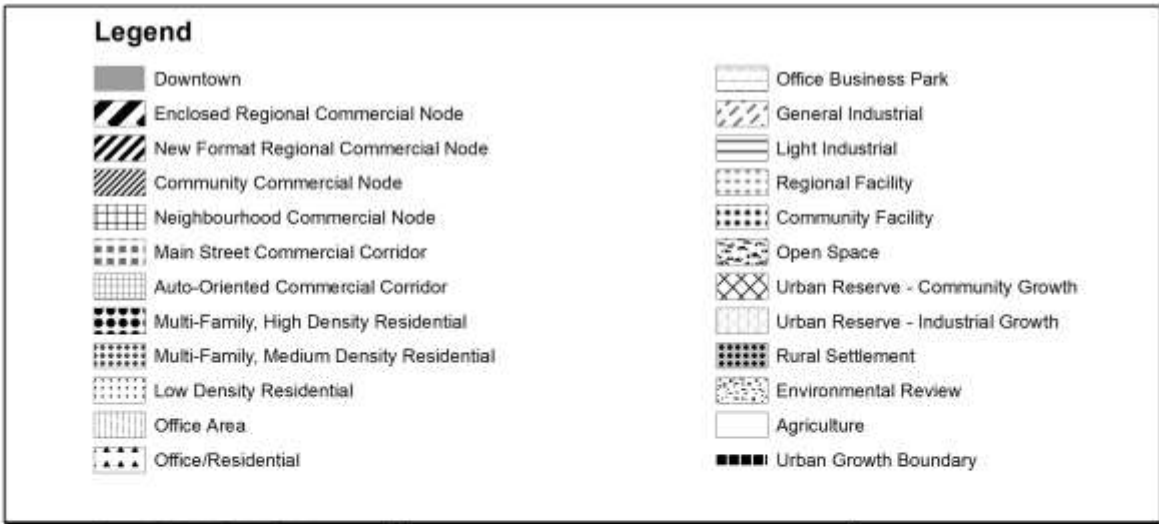 Legend
Downtown
Enclosed Regional Commercial Node
New Format Regional Commercial Node
Community Commercial Node
Neighbourhood Commercial Node
Main Street Commercial Corridor
Auto-Oriented Commercial Corridor
Multi-Family, High Density Residential
Multi-Family, Medium Density Residential
Low Density Residential
Office Area
Office/Residential
Office Business Park
General Industrial
Light Industrial
Regional Facility
Community Facility
Open Space
Urban Reserve - Community Growth
Urban Reserve - Industrial Growth
Rural Settlement
Environmental Review
Agriculture
Urban Growth Boundary